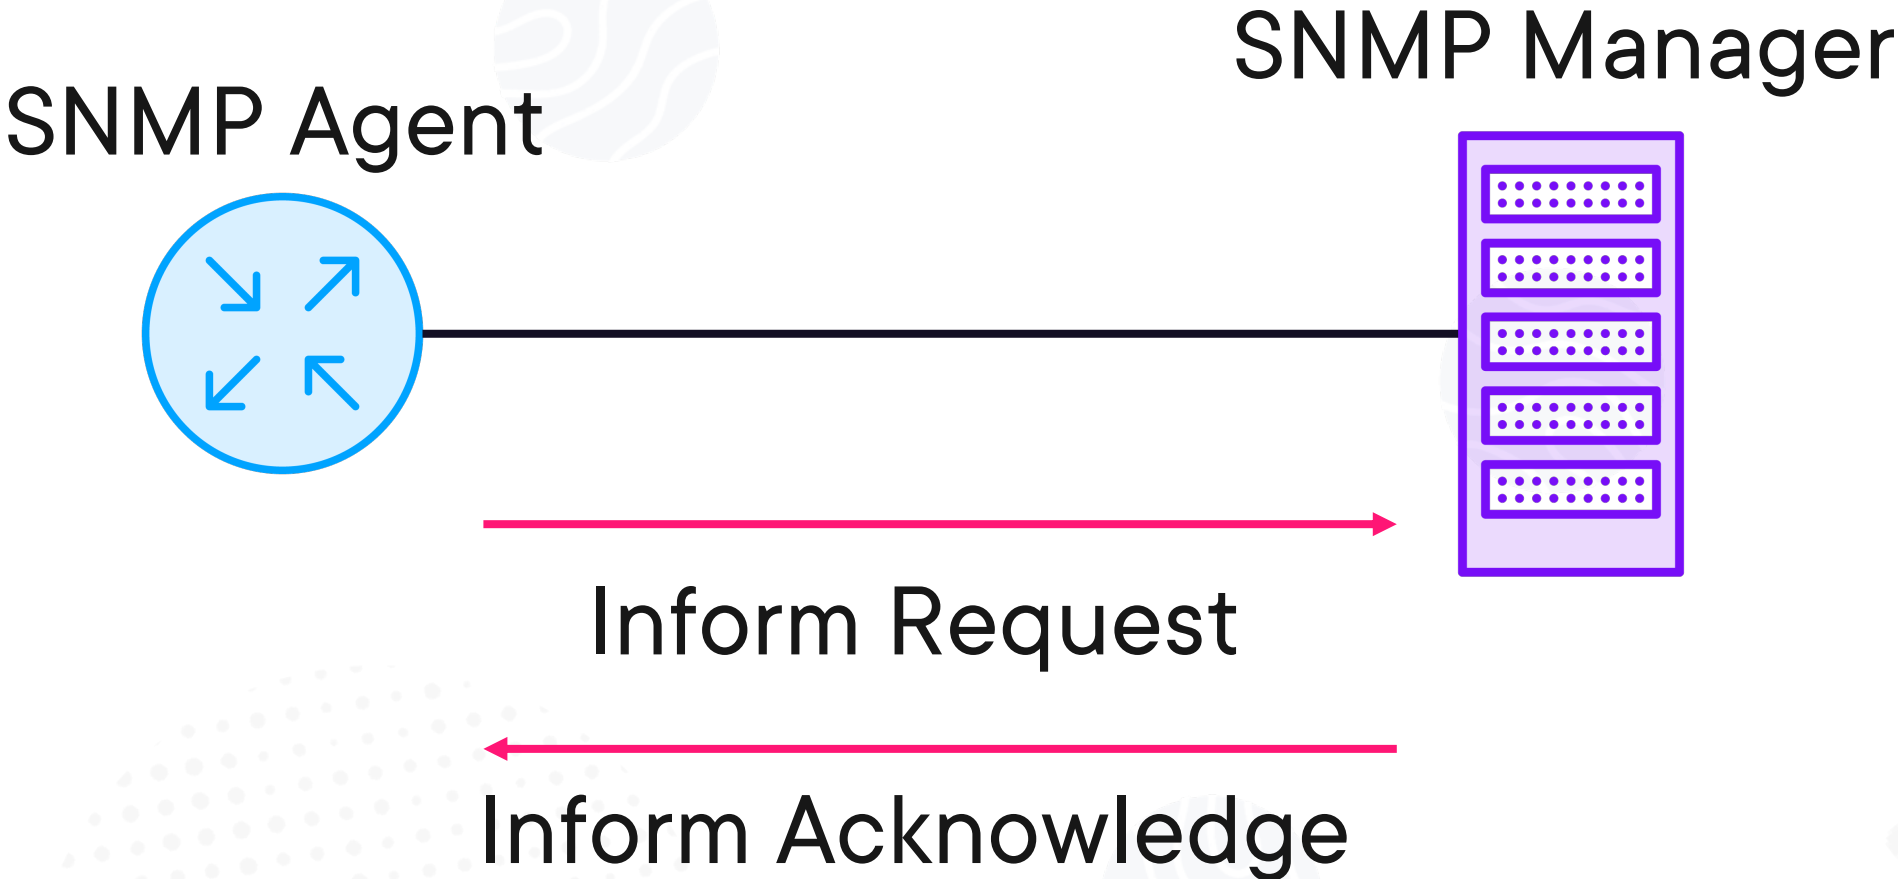 SNMP Manager
SNMP Agent
Inform Request
Inform Acknowledge